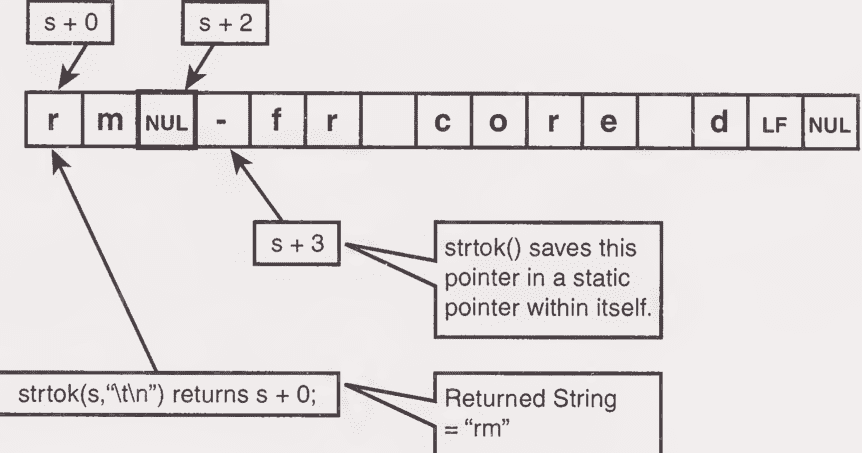 s + 0
s + 2
r m NUL - f r c o r e d LF NUL
s + 3
strtok() saves this
pointer in a static
pointer within itself.
strtok(s,“\t\n”) returns s + 0;
Returned String
= “rm”